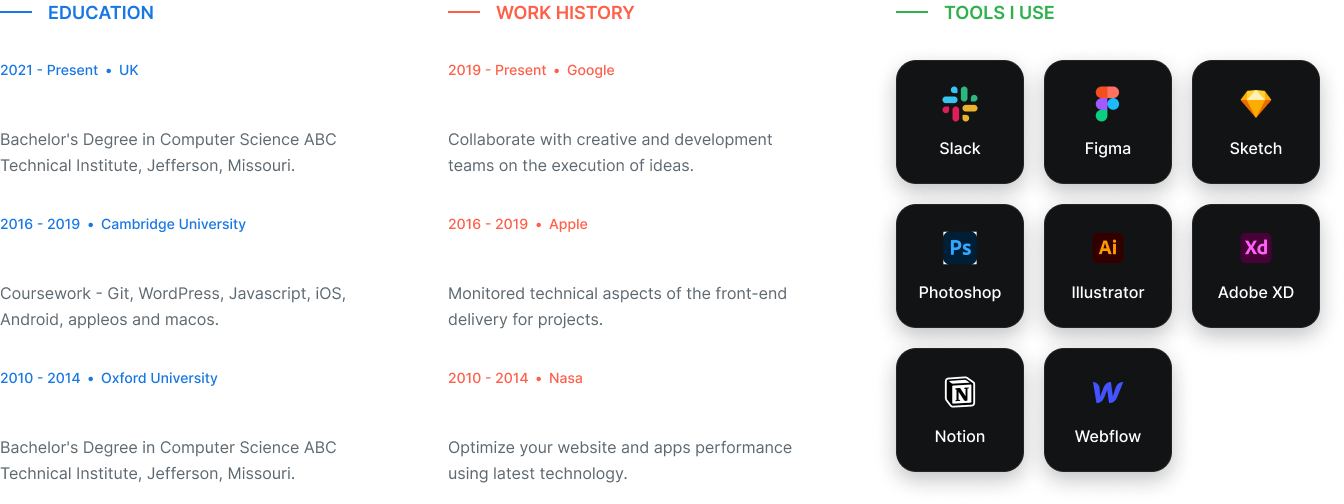 EDUCATION
2021 - Present • UK
Bachelor's Degree in Computer Science ABC
Technical Institute, Jefferson, Missouri.
2016 - 2019 • Cambridge University
Coursework - Git, WordPress, Javascript, iOS,
Android, appleos and macos.
2010 - 2014 • Oxford University
Bachelor's Degree in Computer Science ABC
Technical Institute, Jefferson, Missouri.
WORK HISTORY
2019 - Present • Google
Collaborate with creative and development
teams on the execution of ideas.
2016 - 2019 • Apple
Monitored technical aspects of the front-end
delivery for projects.
2010 - 2014 • Nasa
Optimize your website and apps performance
using latest technology.
TOOLS I USE
Slack
Figma
Sketch
Ps
Photoshop
Ai
Illustrator
Xd
Adobe XD
N
Notion
W
Webflow